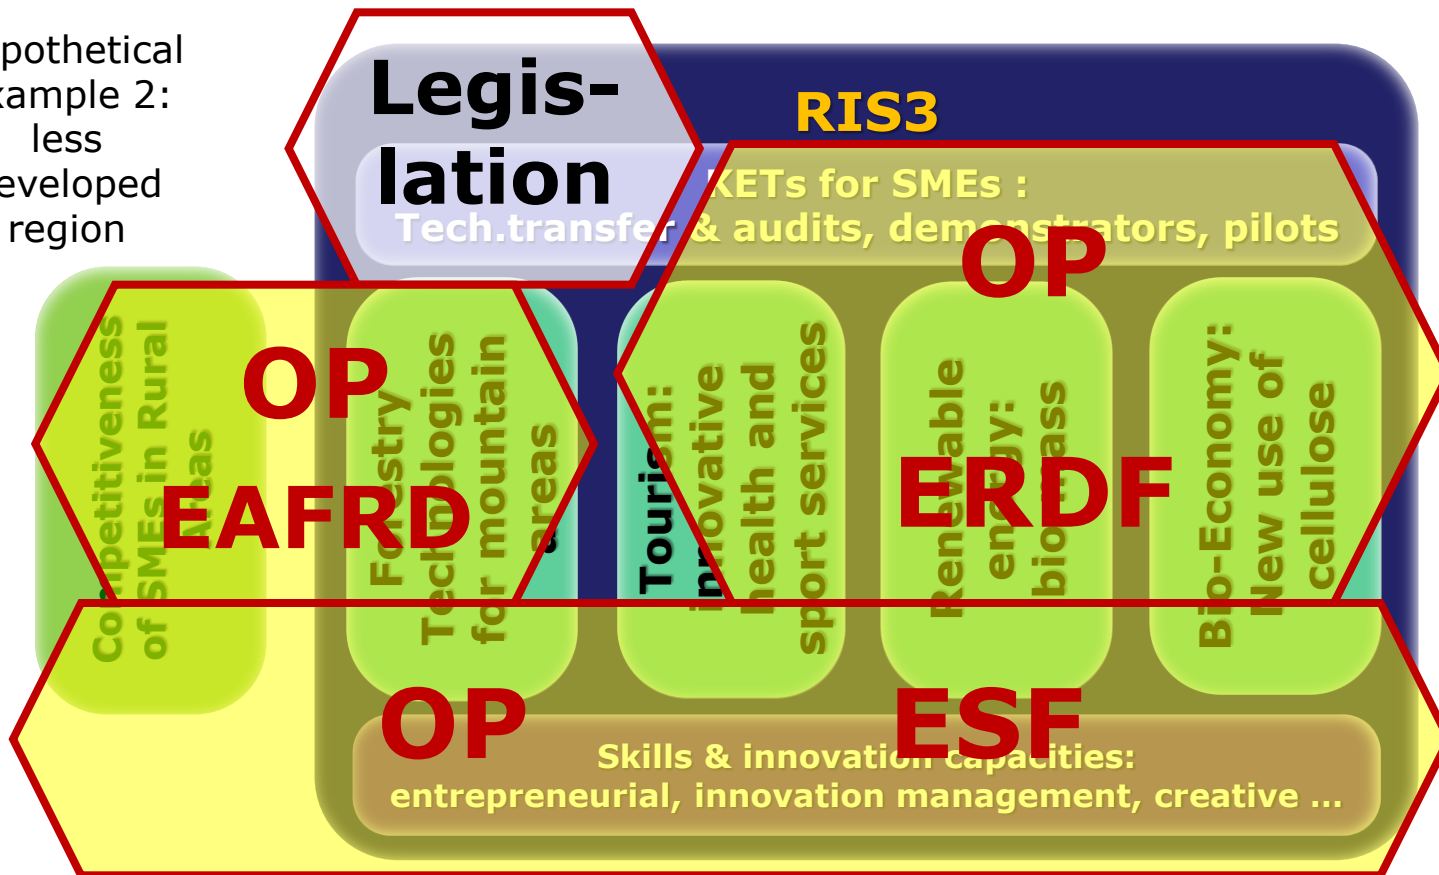 pothetical
xample 2:
less
eveloped
region
Legis-
lation
RIS3
KETs for SMEs :
Tech.transfer & audits, demonstrators, pilots
OP
ERDF
OP
EAFRD
Competitiveness
of SMEs in Rural
Areas
Forestry
Technologies
for mountain
areas
Tourism:
innovative
health and
sport services
Renewable
energy:
biomass
Bio-Economy:
New use of
cellulose
OP ESF
Skills & innovation capacities:
entrepreneurial, innovation management, creative ...